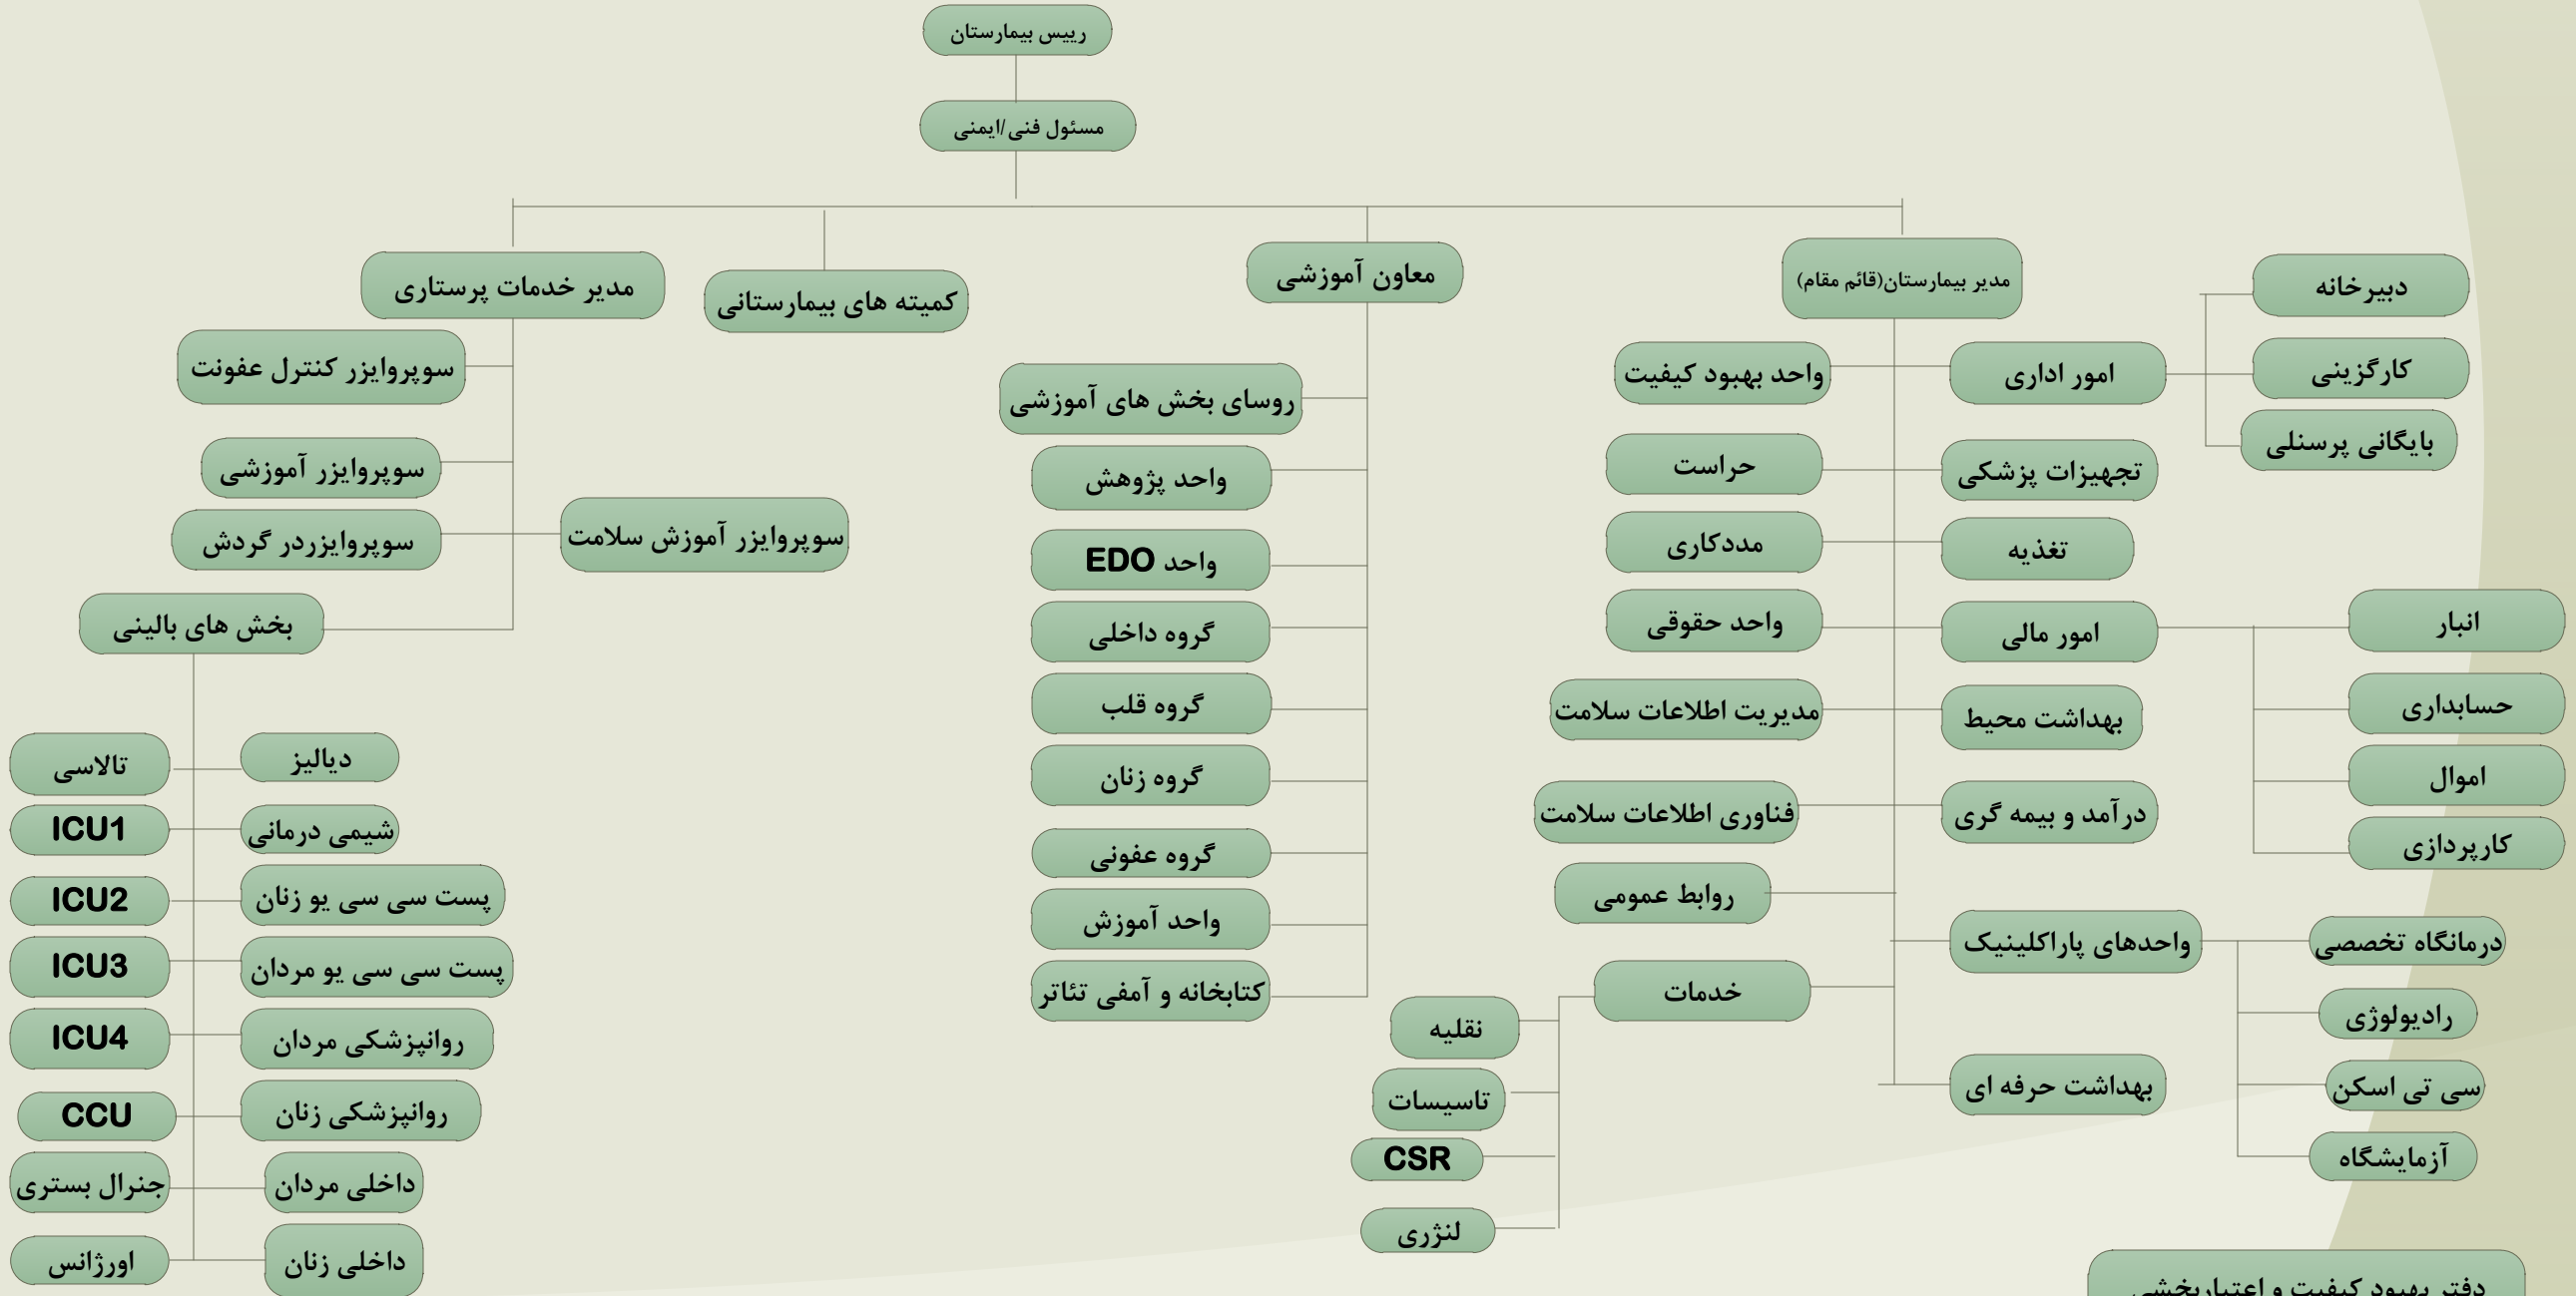 رییس بیمارستان
مسئول فنی/ایمنی
مدیر بیمارستان(قائم مقام)
معاون آموزشی
کمیته های بیمارستانی
مدیر خدمات پرستاری
دبیرخانه
کارگزینی
بایگانی پرسنلی
امور اداری
واحد بهبود کیفیت
تجهیزات پزشکی
حراست
تغذیه
مددکاری
امور مالی
واحد حقوقی
انبار
حسابداری
اموال
کارپردازی
بهداشت محیط
مدیریت اطلاعات سلامت
درآمد و بیمه گری
فناوری اطلاعات سلامت
روابط عمومی
واحدهای پاراکلینیک
درمانگاه تخصصی
رادیولوژی
سی تی اسکن
آزمایشگاه
خدمات
نقلیه
تاسیسات
CSR
لنژری
بهداشت حرفه ای
روسای بخش های آموزشی
واحد پژوهش
واحد EDO
گروه داخلی
گروه قلب
گروه زنان
گروه عفونی
واحد آموزش
کتابخانه و آمفی تئاتر
سوپروایزر کنترل عفونت
سوپروایزر آموزشی
سوپروایزر آموزش سلامت
سوپروایزردر گردش
بخش های بالینی
دیالیز
تالاسی
شیمی درمانی
ICU1
پست سی سی یو زنان
ICU2
پست سی سی یو مردان
ICU3
روانپزشکی مردان
ICU4
روانپزشکی زنان
CCU
داخلی مردان
جنرال بستری
داخلی زنان
اورژانس
دفتر بهبود کیفیت و اعتباربخشی